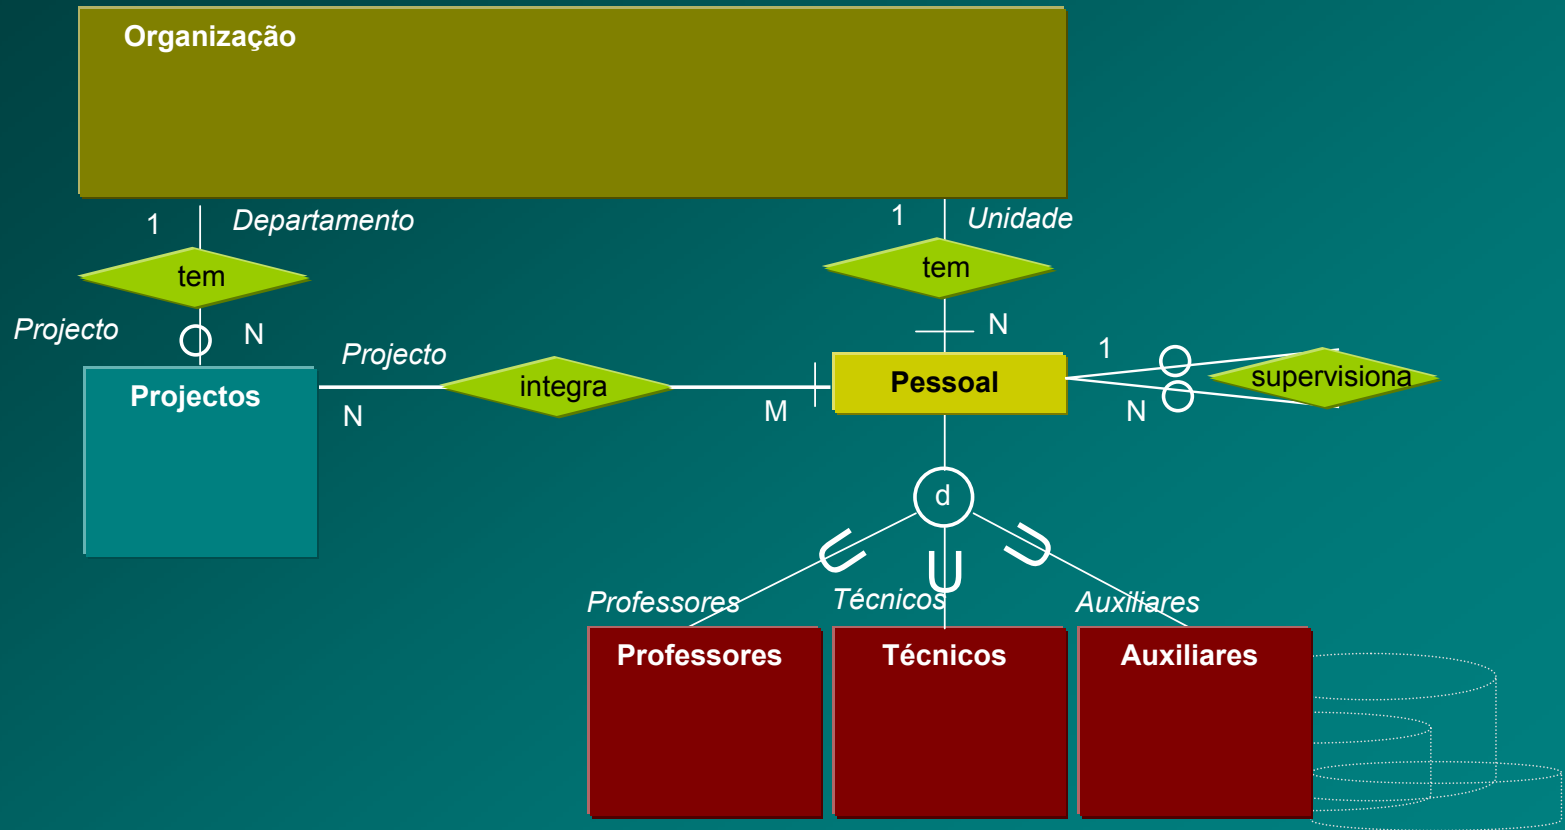 Organização
1
Departamento
1
Unidade
tem
tem
Projecto
N
N
Projecto
1
Projectos
integra
Pessoal
supervisiona
N
M
N
d
Professores
Técnicos
Auxiliares
Professores
Técnicos
Auxiliares